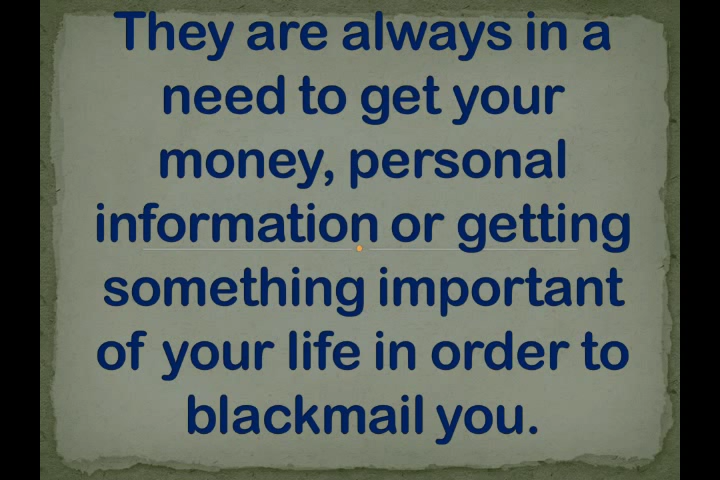 They are always in a
need to get your
money, personal
information or getting
something important
of your life in order to
blackmail you.